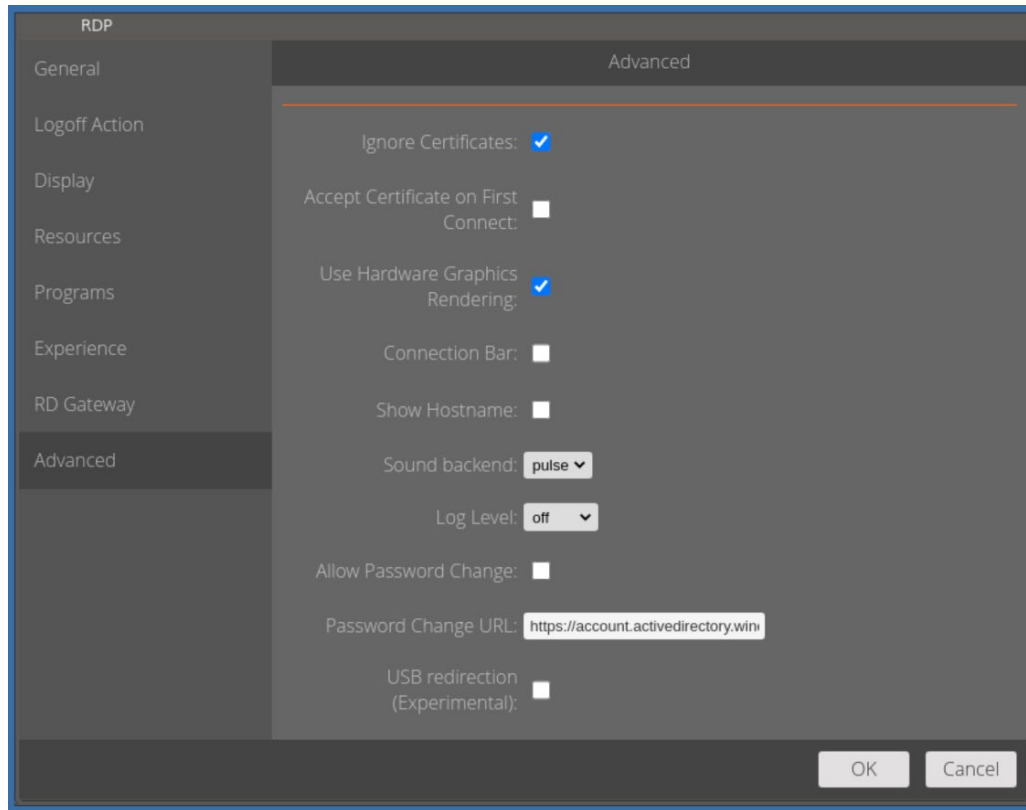 RDP
General
Logoff Action
Display
Resources
Programs
Experience
RD Gateway
Advanced
Advanced
Ignore Certificates:
Accept Certificate on First
Connect:
Use Hardware Graphics
Rendering:
Connection Bar:
Show Hostname:
Sound backend: pulse
Log Level: off
Allow Password Change:
Password Change URL: https://account.activedirectory.win
USB redirection
(Experimental):
OK Cancel